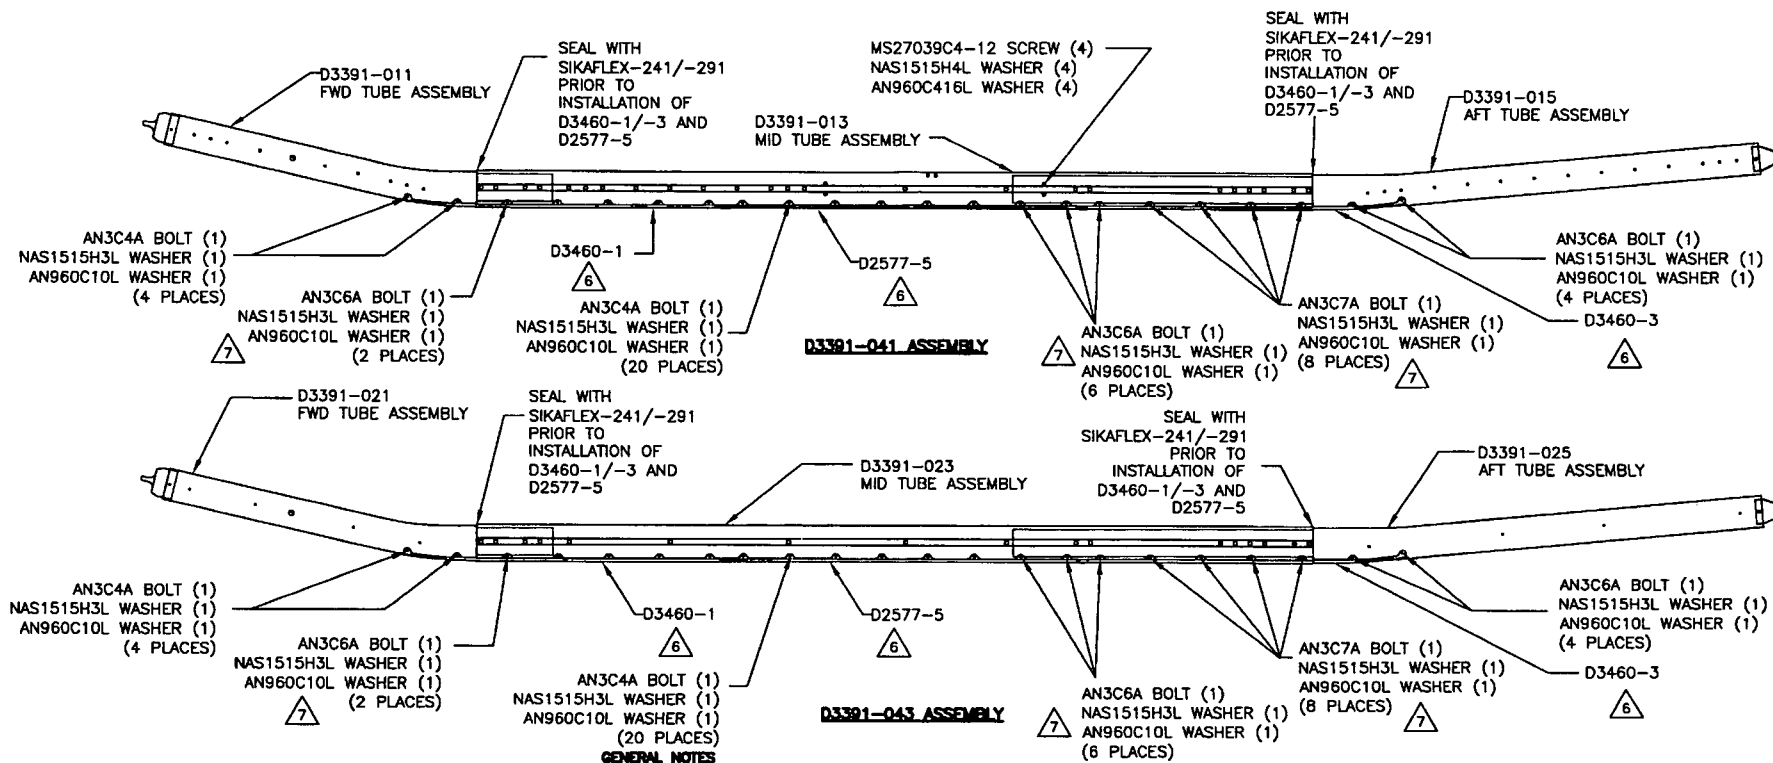 D3391-011
FWD TUBE ASSEMBLY
SEAL WITH
SIKAFLEX-241/-291
PRIOR TO
INSTALLATION OF
D3460-1/-3 AND
D2577-5
MS27039C4-12 SCREW (4)
NAS1515H4L WASHER (4)
AN960C416L WASHER (4)
D3391-013
MID TUBE ASSEMBLY
SEAL WITH
SIKAFLEX-241/-291
PRIOR TO
INSTALLATION OF
D3460-1/-3 AND
D2577-5
D3391-015
AFT TUBE ASSEMBLY
AN3C4A BOLT (1)
NAS1515H3L WASHER (1)
AN960C10L WASHER (1)
(4 PLACES)
7
AN3C6A BOLT (1)
NAS1515H3L WASHER (1)
AN960C10L WASHER (1)
(2 PLACES)
D3460-1
6
AN3C4A BOLT (1)
NAS1515H3L WASHER (1)
AN960C10L WASHER (1)
(20 PLACES)
D2577-5
6
D3391-041 ASSEMBLY
7
AN3C6A BOLT (1)
NAS1515H3L WASHER (1)
AN960C10L WASHER (1)
(6 PLACES)
AN3C7A BOLT (1)
NAS1515H3L WASHER (1)
AN960C10L WASHER (1)
(8 PLACES)
7
AN3C6A BOLT (1)
NAS1515H3L WASHER (1)
AN960C10L WASHER (1)
(4 PLACES)
D3460-3
6
D3391-021
FWD TUBE ASSEMBLY
SEAL WITH
SIKAFLEX-241/-291
PRIOR TO
INSTALLATION OF
D3460-1/-3 AND
D2577-5
D3391-023
MID TUBE ASSEMBLY
SEAL WITH
SIKAFLEX-241/-291
PRIOR TO
INSTALLATION OF
D3460-1/-3 AND
D2577-5
D3391-025
AFT TUBE ASSEMBLY
AN3C4A BOLT (1)
NAS1515H3L WASHER (1)
AN960C10L WASHER (1)
(4 PLACES)
AN3C6A BOLT (1)
NAS1515H3L WASHER (1)
AN960C10L WASHER (1)
(2 PLACES)
7
D3460-1
6
AN3C4A BOLT (1)
NAS1515H3L WASHER (1)
AN960C10L WASHER (1)
(20 PLACES)
D2577-5
6
D3391-043 ASSEMBLY
7
AN3C6A BOLT (1)
NAS1515H3L WASHER (1)
AN960C10L WASHER (1)
(6 PLACES)
AN3C7A BOLT (1)
NAS1515H3L WASHER (1)
AN960C10L WASHER (1)
(8 PLACES)
7
AN3C6A BOLT (1)
NAS1515H3L WASHER (1)
AN960C10L WASHER (1)
(4 PLACES)
D3460-3
6
GENERAL NOTES